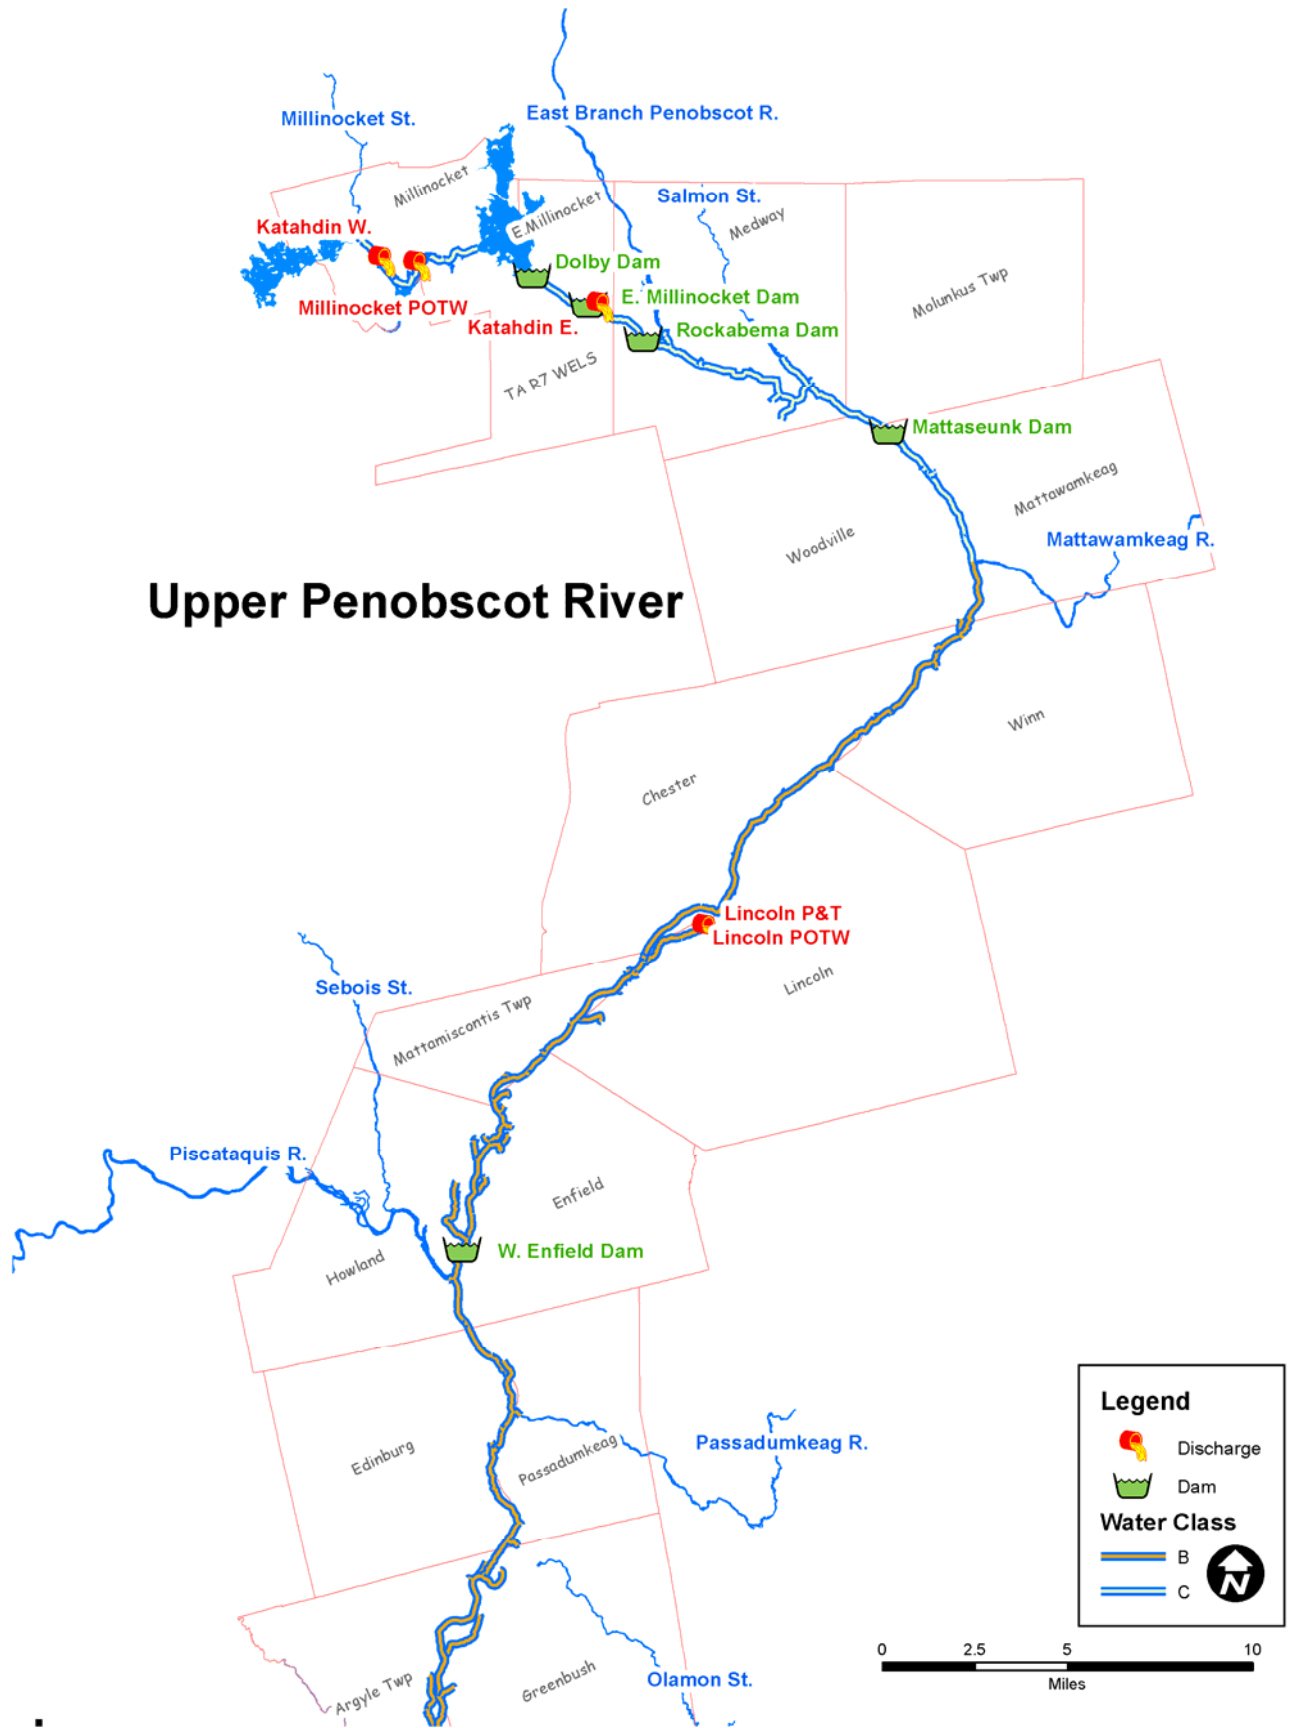 East Branch Penobscot R.
Millinocket St.
Millinocket
Salmon St.
E.Millinocket
Medway
Katahdin W.
Dolby Dam
Molunkus Twp
E. Millinocket Dam
Millinocket POTW
Katahdin E.
Rockabema Dam
TA R7 WELS
Mattaseunk Dam
Mattawamkeag
Woodville
Mattawamkeag R.
Upper Penobscot River
Winn
Chester
Lincoln P&T
Lincoln POTW
Lincoln
Sebois St.
Mattamiscontis Twp
Piscataquis R.
Enfield
W. Enfield Dam
Howland
Legend
Discharge
Dam
Water Class
B
C
N
Passadumkeag R.
Edinburg
Passadumkeag
0 2.5 5 10
Miles
Olamon St.
Argyle Twp
Greenbush